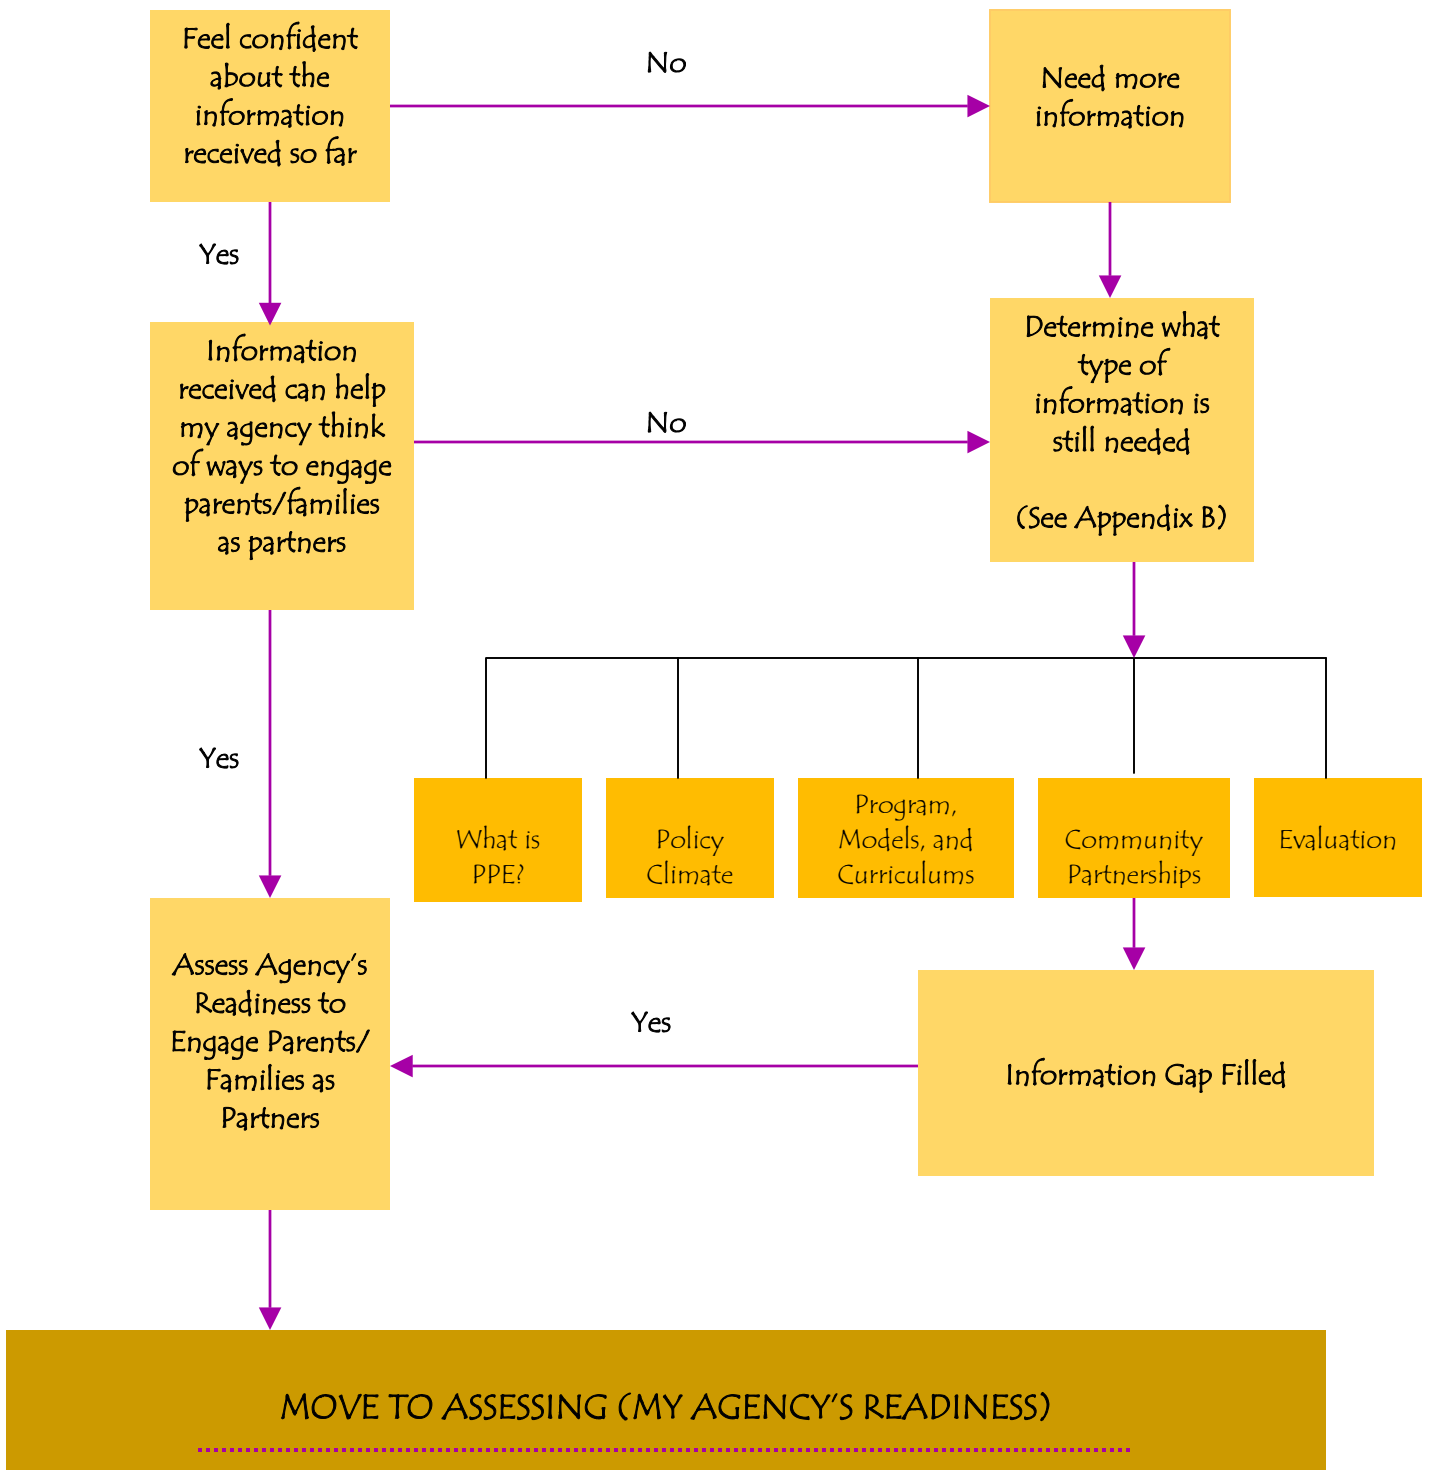 Feel confident
about the
information
received so far
No
Need more
information
Yes
Information
received can help
my agency think
of ways to engage
parents/families
as partners
No
Determine what
type of
information is
still needed
(See Appendix B)
Yes
What is
PPE?
Policy
Climate
Program,
Models, and
Curriculums
Community
Partnerships
Evaluation
Assess Agency’s
Readiness to
Engage Parents/
Families as
Partners
Yes
Information Gap Filled
MOVE TO ASSESSING (MY AGENCY’S READINESS)